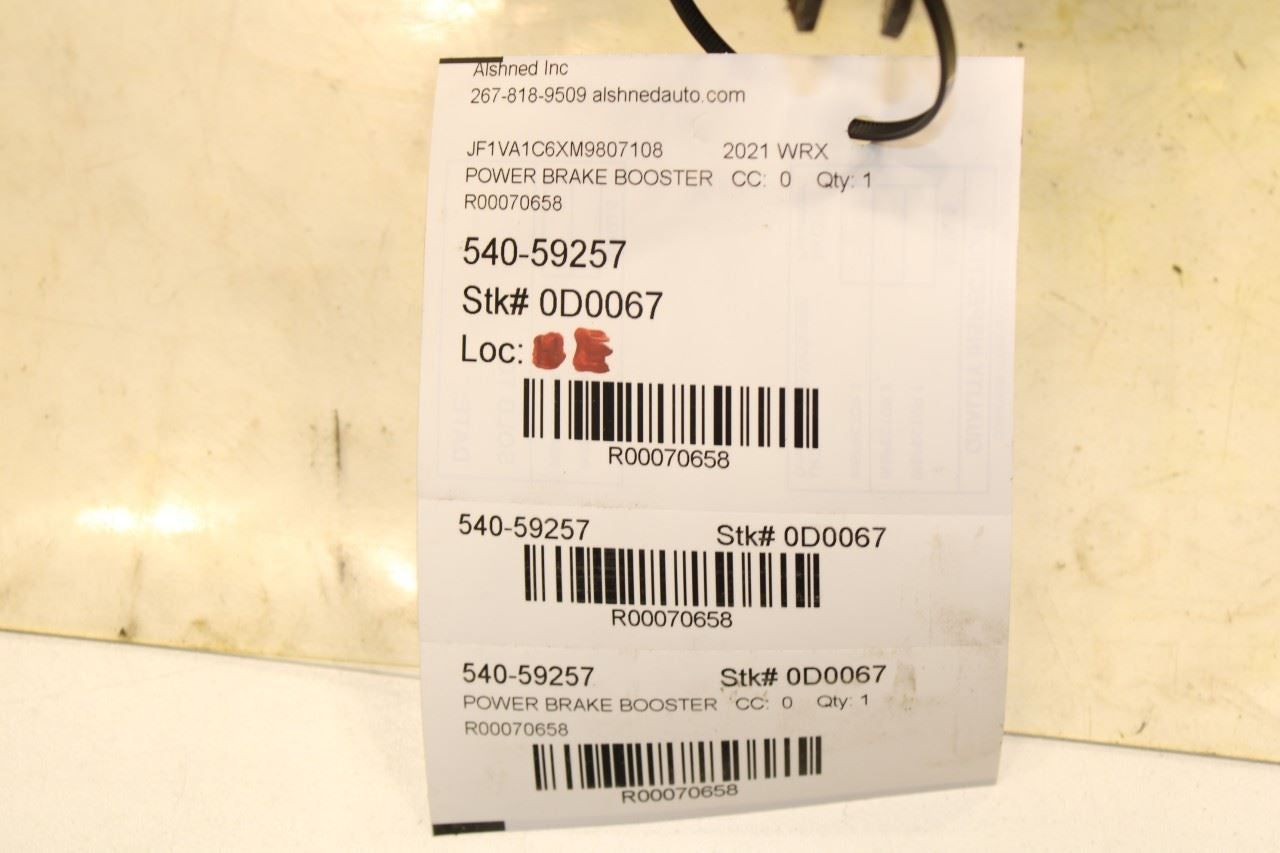 Alshned Inc
267-818-9509 alshnedauto.com
JF1VA1C6XM9807108 2021 WRX
POWER BRAKE BOOSTER CC: 0 Qty: 1
R00070658
540-59257
Stk# 0D0067
Loc:
R00070658
540-59257 Stk# 0D0067
R00070658
540-59257 Stk# 0D0067
POWER BRAKE BOOSTER CC: 0 Qty: 1
R00070658
R00070658